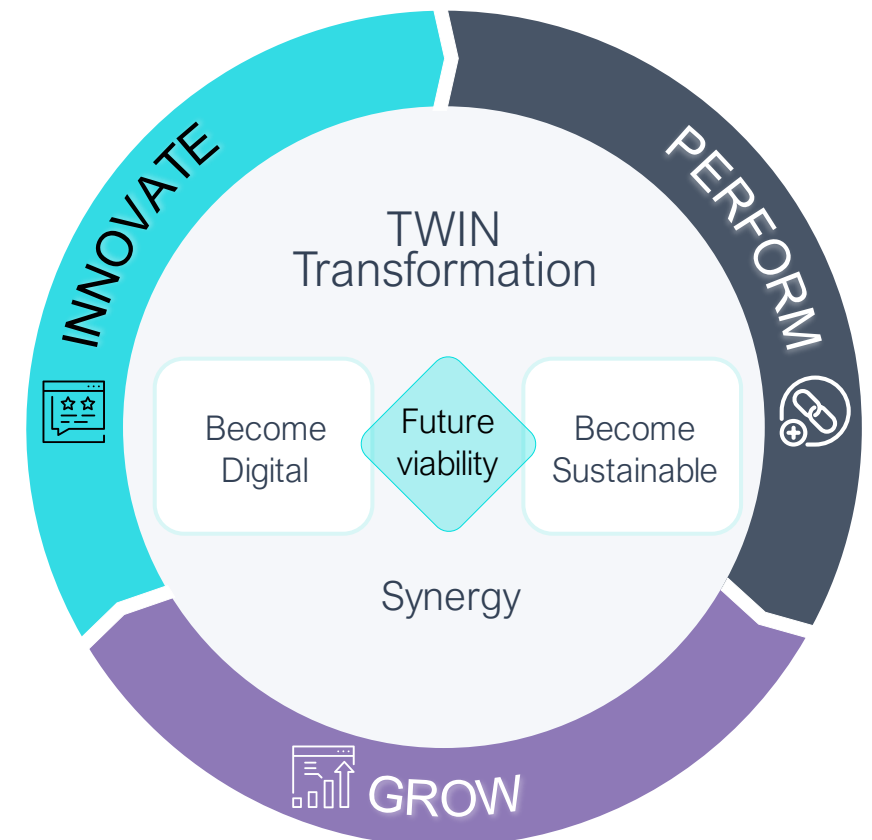 INNOVATE
PERFORM
TWIN
Transformation
Become
Digital
Future
viability
Become
Sustainable
Synergy
GROW